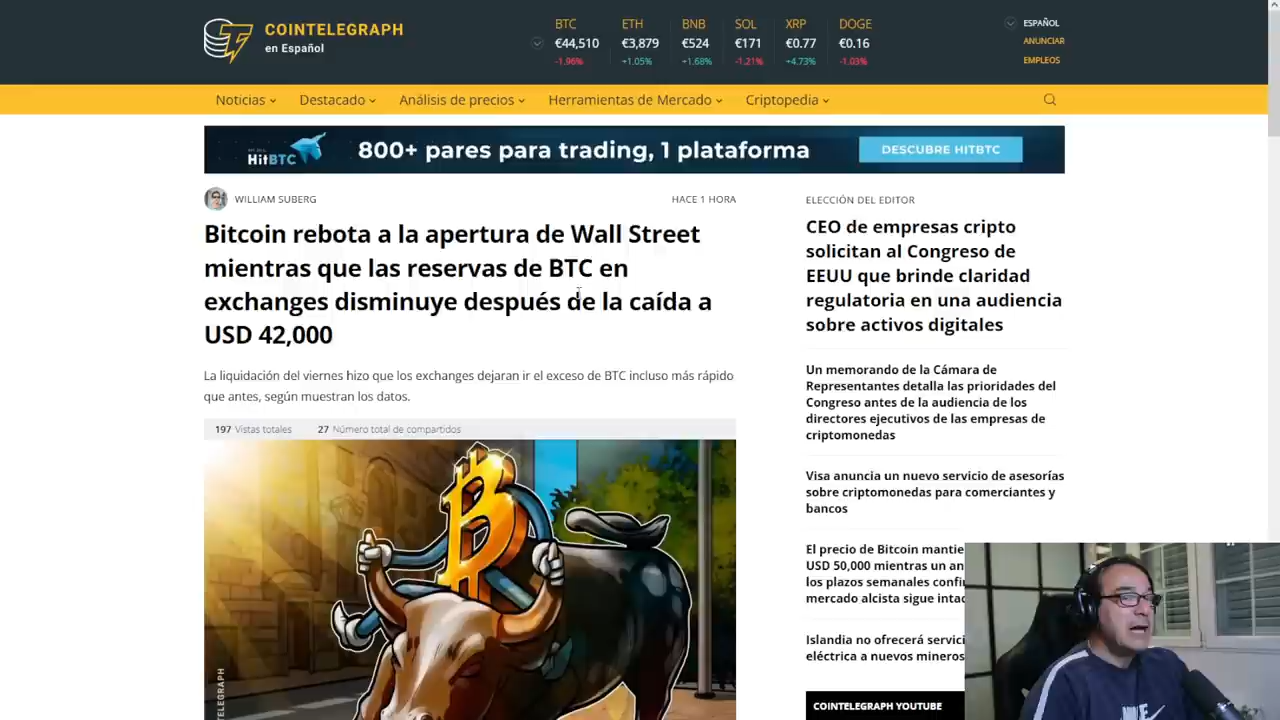 COINTELEGRAPH
en Español
BTC ETH BNB SOL XRP DOGE
€44,510 €3,879 €524 €171 €0.77 €0.16
-1.96% +1.05% +1.68% -1.21% +4.73% -1.03%
ESPAÑOL
ANUNCIAR
EMPLEOS
Noticias Destacado Análisis de precios Herramientas de Mercado Criptopedia
HitBTC 800+ pares para trading, 1 plataforma DESCUBRE HITBTC
WILLIAM SUBERG HACE 1 HORA
Bitcoin rebota a la apertura de Wall Street
mientras que las reservas de BTC en
exchanges disminuye después de la caída a
USD 42,000
La liquidación del viernes hizo que los exchanges dejaran ir el exceso de BTC incluso más rápido
que antes, según muestran los datos.
197 Vistas totales 27 Número total de compartidos
TELEGRAPH
ELECCIÓN DEL EDITOR
CEO de empresas cripto
solicitan al Congreso de
EEUU que brinde claridad
regulatoria en una audiencia
sobre activos digitales
Un memorando de la Cámara de
Representantes detalla las prioridades del
Congreso antes de la audiencia de los
directores ejecutivos de las empresas de
criptomonedas
Visa anuncia un nuevo servicio de asesorías
sobre criptomonedas para comerciantes y
bancos
El precio de Bitcoin mantie
USD 50,000 mientras un an
los plazos semanales confi
mercado alcista sigue inta
Islandia no ofrecerá servici
eléctrica a nuevos mineros
COINTELEGRAPH YOUTUBE